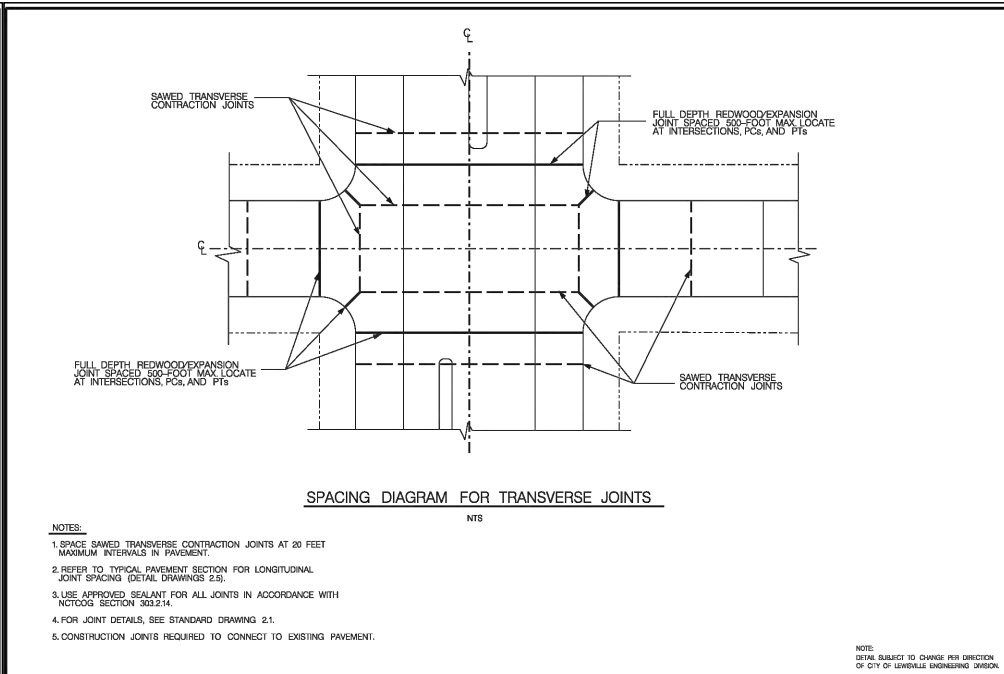 ℄
SAWED TRANSVERSE
CONTRACTION JOINTS
FULL DEPTH REDWOOD/EXPANSION
JOINT SPACED 500-FOOT MAX. LOCATE
AT INTERSECTIONS, PCs, AND PTs
℄
FULL DEPTH REDWOOD/EXPANSION
JOINT SPACED 500-FOOT MAX. LOCATE
AT INTERSECTIONS, PCs, AND PTs
SAWED TRANSVERSE
CONTRACTION JOINTS
SPACING DIAGRAM FOR TRANSVERSE JOINTS
NTS
NOTES:
1. SPACE SAWED TRANSVERSE CONTRACTION JOINTS AT 20 FEET
MAXIMUM INTERVALS IN PAVEMENT.
2. REFER TO TYPICAL PAVEMENT SECTION FOR LONGITUDINAL
JOINT SPACING (DETAIL DRAWINGS 2.5).
3. USE APPROVED SEALANT FOR ALL JOINTS IN ACCORDANCE WITH
NCTCOG SECTION 303.2.14.
4. FOR JOINT DETAILS, SEE STANDARD DRAWING 2.1.
5. CONSTRUCTION JOINTS REQUIRED TO CONNECT TO EXISTING PAVEMENT.
NOTE:
DETAIL SUBJECT TO CHANGE PER DIRECTION
OF CITY OF LEWISVILLE ENGINEERING DIVISION.